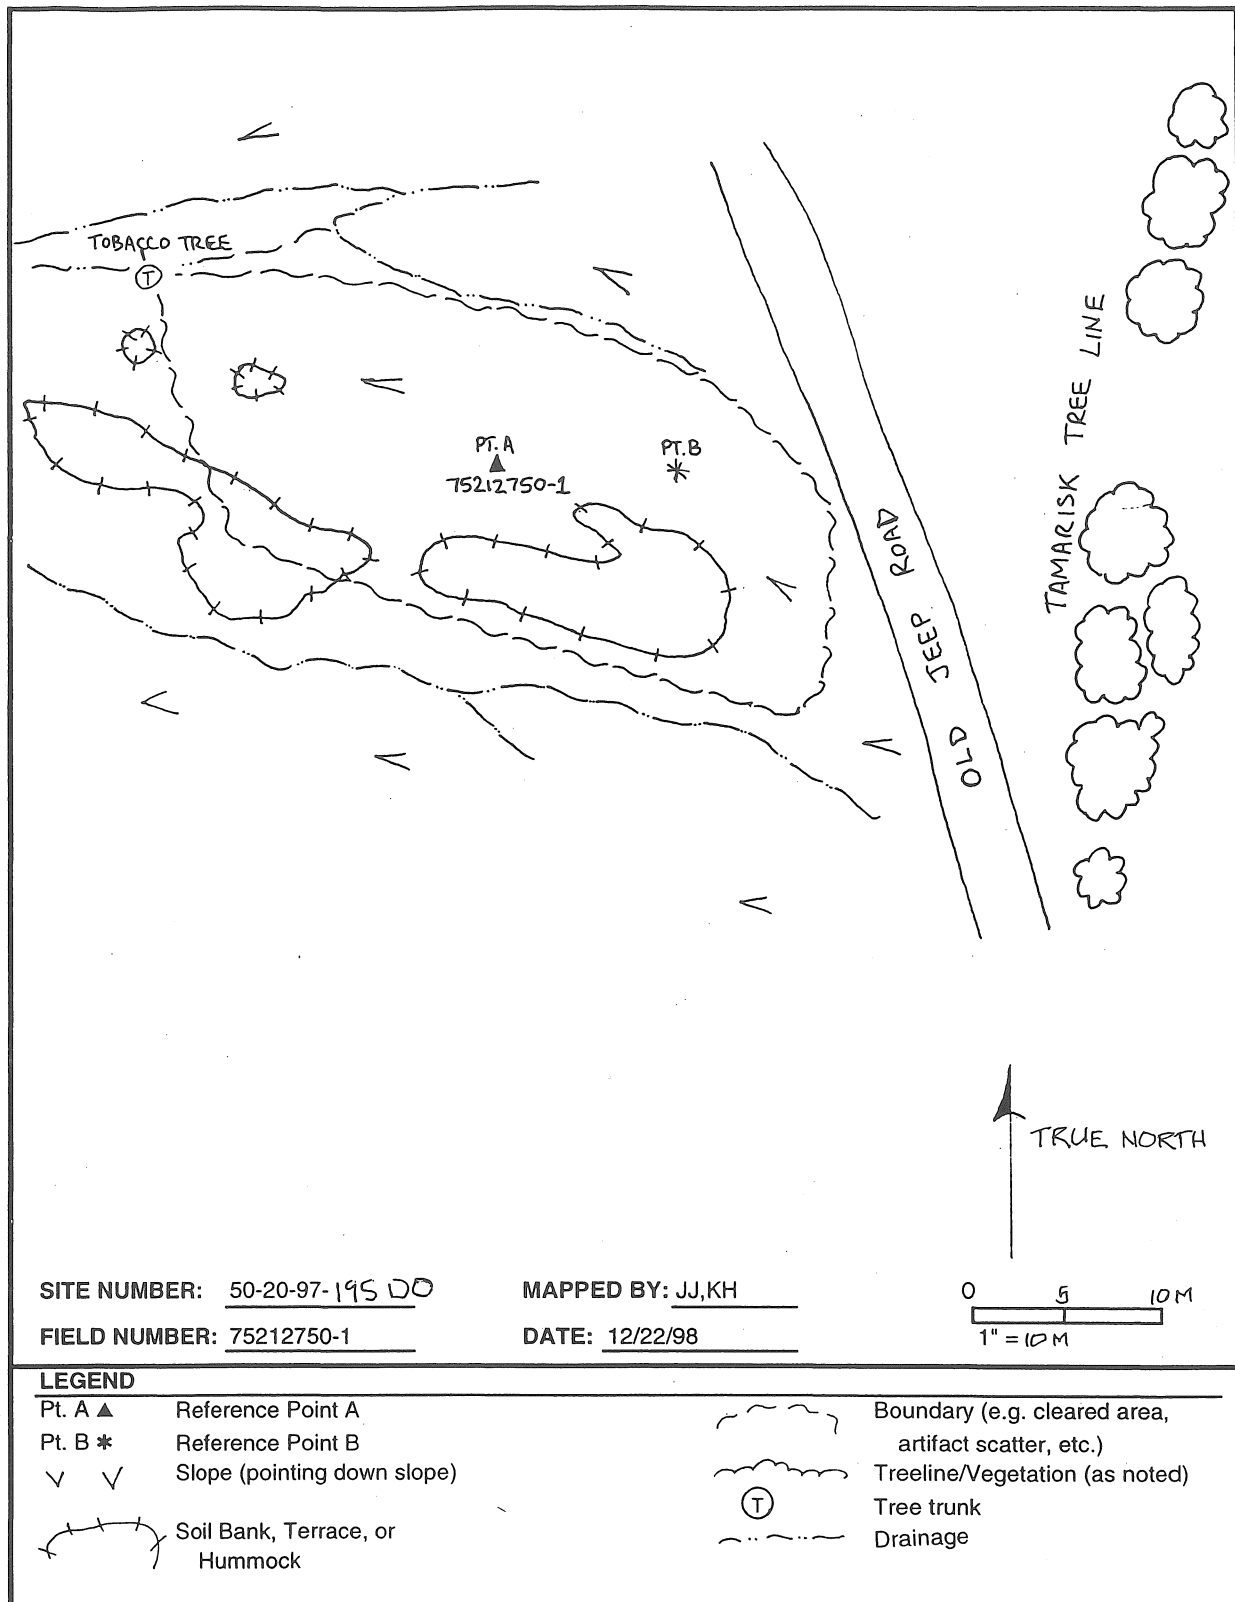 TOBACCO TREE
T
PT. A
75212750-1
PT. B
OLD JEEP ROAD
TAMARISK TREE LINE
TRUE NORTH
SITE NUMBER: 50-20-97-19500
FIELD NUMBER: 75212750-1
MAPPED BY: JJ,KH
DATE: 12/22/98
0 5 10 M
1" = 10 M
LEGEND
Pt. A ▲ Reference Point A
Pt. B * Reference Point B
Slope (pointing down slope)
Soil Bank, Terrace, or
Hummock
Boundary (e.g. cleared area,
artifact scatter, etc.)
Treeline/Vegetation (as noted)
T Tree trunk
Drainage